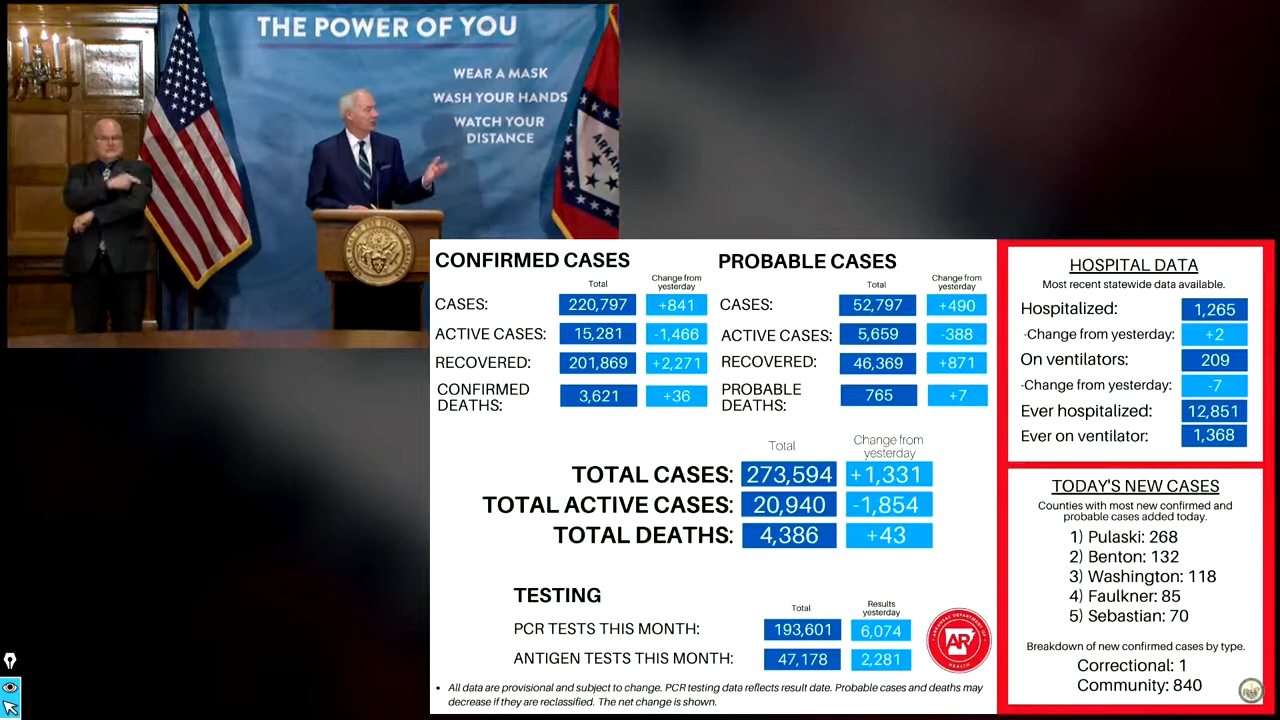 THE POWER OF YOU
WEAR A MASK
WASH YOUR HANDS
WATCH YOUR
DISTANCE
ARKAN
CONFIRMED CASES
Total
Change from
yesterday
CASES: 220,797 +841
ACTIVE CASES: 15,281 -1,466
RECOVERED: 201,869 +2,271
CONFIRMED
DEATHS: 3,621 +36
PROBABLE CASES
Total
Change from
yesterday
CASES: 52,797 +490
ACTIVE CASES: 5,659 -388
RECOVERED: 46,369 +871
PROBABLE
DEATHS: 765 +7
Total
Change from
yesterday
TOTAL CASES: 273,594 +1,331
TOTAL ACTIVE CASES: 20,940 -1,854
TOTAL DEATHS: 4,386 +43
TESTING
Total
Results
yesterday
PCR TESTS THIS MONTH: 193,601 6,074
ANTIGEN TESTS THIS MONTH: 47,178 2,281
ARKANSAS DEPARTMENT OF
AR
HEALTH
• All data are provisional and subject to change. PCR testing data reflects result date. Probable cases and deaths may
decrease if they are reclassified. The net change is shown.
HOSPITAL DATA
Most recent statewide data available.
Hospitalized: 1,265
-Change from yesterday: +2
On ventilators: 209
-Change from yesterday: -7
Ever hospitalized: 12,851
Ever on ventilator: 1,368
TODAY'S NEW CASES
Counties with most new confirmed and
probable cases added today.
1) Pulaski: 268
2) Benton: 132
3) Washington: 118
4) Faulkner: 85
5) Sebastian: 70
Breakdown of new confirmed cases by type.
Correctional: 1
Community: 840